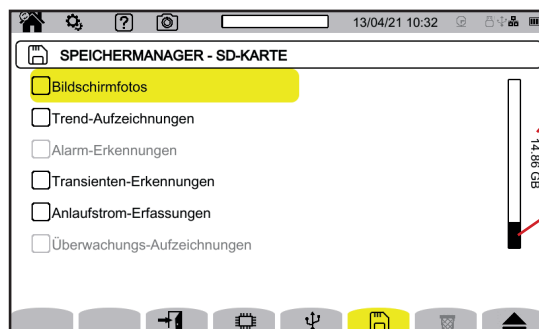 ?
13/04/21 10:32
SPEICHERMANAGER - SD-KARTE
Bildschirmfotos
Trend-Aufzeichnungen
Alarm-Erkennungen
Transienten-Erkennungen
Anlaufstrom-Erfassungen
Überwachungs-Aufzeichnungen
14.86 GB